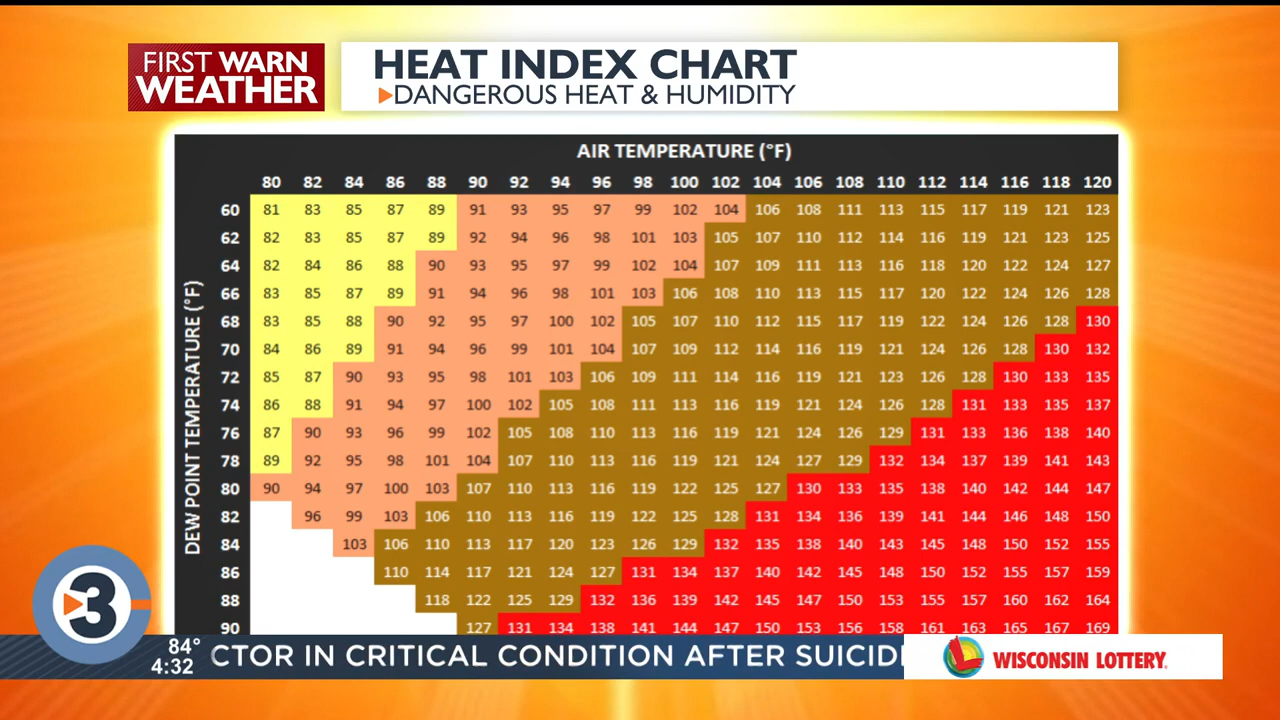 FIRST WARN
WEATHER
HEAT INDEX CHART
DANGEROUS HEAT & HUMIDITY
AIR TEMPERATURE (°F)
80 82 84 86 88 90 92 94 96 98 100 102 104 106 108 110 112 114 116 118 120
DEW POINT TEMPERATURE (°F)
60 81 83 85 87 89 91 93 95 97 99 102 104 106 108 111 113 115 117 119 121 123
62 82 83 85 87 89 92 94 96 98 101 103 105 107 110 112 114 116 119 121 123 125
64 82 84 86 88 90 93 95 97 99 102 104 107 109 111 113 116 118 120 122 124 127
66 83 85 87 89 91 94 96 98 101 103 106 108 110 113 115 117 120 122 124 126 128
68 83 85 88 90 92 95 97 100 102 105 107 110 112 115 117 119 122 124 126 128 130
70 84 86 89 91 94 96 99 101 104 107 109 112 114 116 119 121 124 126 128 130 132
72 85 87 90 93 95 98 101 103 106 109 111 114 116 119 121 123 126 128 130 133 135
74 86 88 91 94 97 100 102 105 108 111 113 116 119 121 124 126 128 131 133 135 137
76 87 90 93 96 99 102 105 108 110 113 116 119 121 124 126 129 131 133 136 138 140
78 89 92 95 98 101 104 107 110 113 116 119 121 124 127 129 132 134 137 139 141 143
80 90 94 97 100 103 107 110 113 116 119 122 125 127 130 133 135 138 140 142 144 147
82 96 99 103 106 110 113 116 119 122 125 128 131 134 136 139 141 144 146 148 150
84 103 106 110 113 117 120 123 126 129 132 135 138 140 143 145 148 150 152 155
86 110 114 117 121 124 127 131 134 137 140 142 145 148 150 152 155 157 159
88 118 122 125 129 132 136 139 142 145 147 150 153 155 157 160 162 164
90 127 131 134 138 141 144 147 150 153 156 158 161 163 165 167 169
3
84°
4:32
CTOR IN CRITICAL CONDITION AFTER SUICID
WISCONSIN LOTTERY